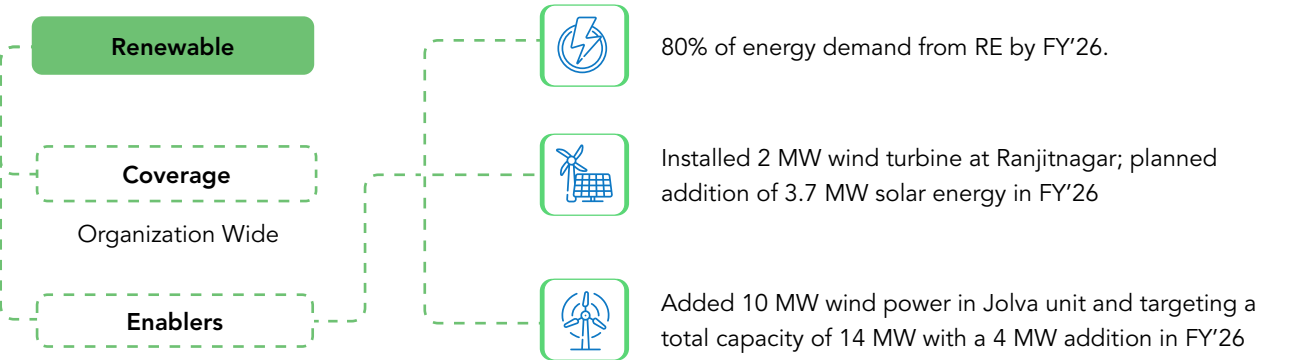 Renewable
Coverage
Organization Wide
Enablers
80% of energy demand from RE by FY’26.
Installed 2 MW wind turbine at Ranjitnagar; planned
addition of 3.7 MW solar energy in FY’26
Added 10 MW wind power in Jolva unit and targeting a
total capacity of 14 MW with a 4 MW addition in FY’26